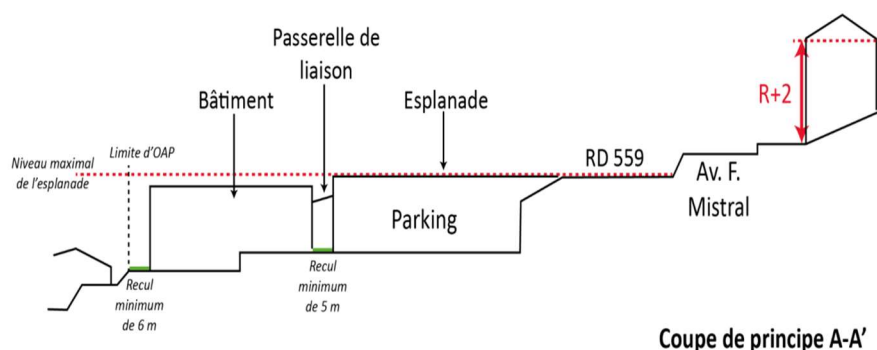 Passerelle de
liaison
Bâtiment
Esplanade
R+2
Limite d'OAP
Niveau maximal
de l'esplanade
RD 559
Av. F.
Mistral
Parking
Recul
minimum
de 6 m
Recul
minimum
de 5 m
Coupe de principe A-A'